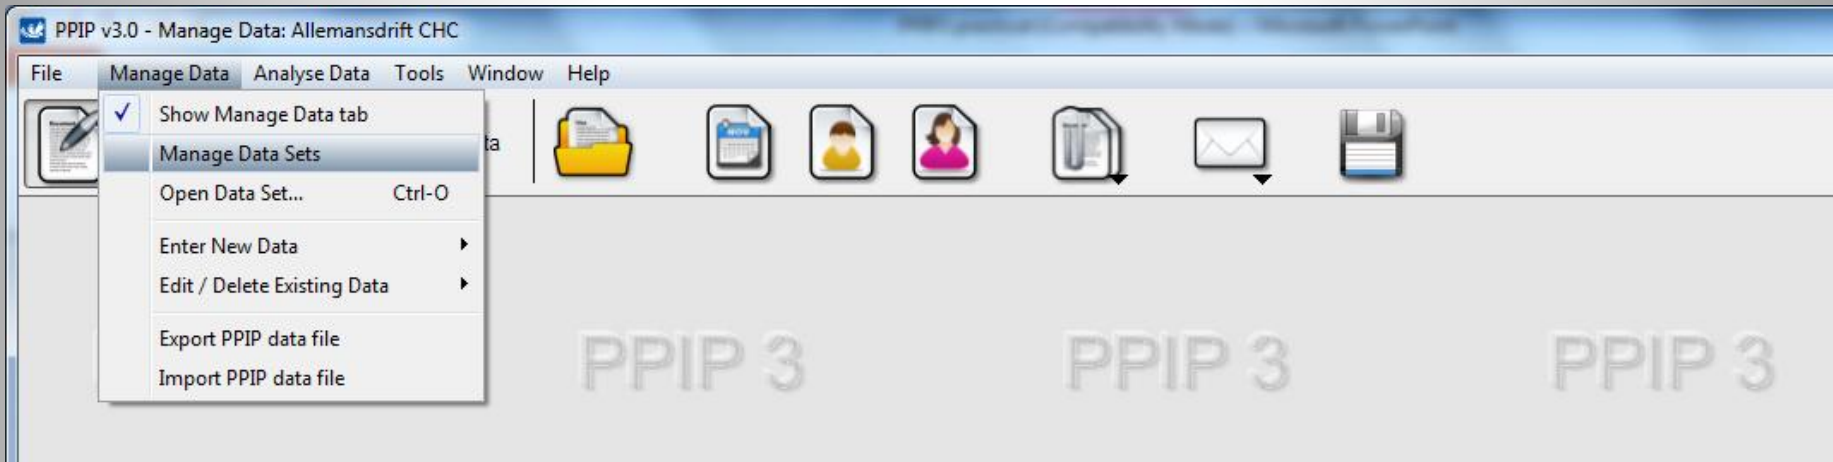 PPIP v3.0 - Manage Data: Allemansdrift CHC
File Manage Data Analyse Data Tools Window Help
Show Manage Data tab
Manage Data Sets
Open Data Set... Ctrl-O
Enter New Data
Edit / Delete Existing Data
Export PPIP data file
Import PPIP data file
ta
NOV
PPIP 3 PPIP 3 PPIP 3